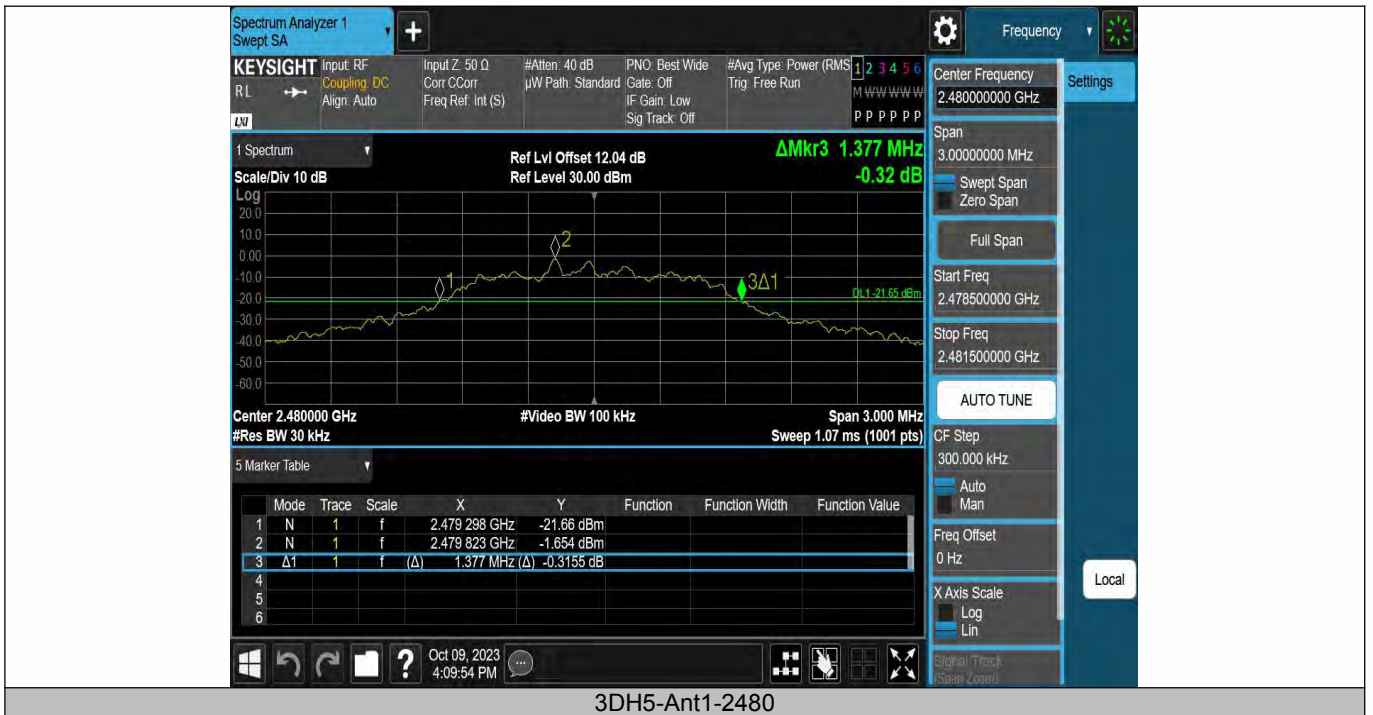 Spectrum Analyzer 1
Swept SA
+
Frequency
KEYSIGHT
RL
LXI
Input: RF
Coupling: DC
Align: Auto
Input Z: 50 Ω
Corr CCorr
Freq Ref: Int (S)
#Atten: 40 dB
µW Path: Standard
PNO: Best Wide
Gate: Off
IF Gain: Low
Sig Track: Off
#Avg Type: Power (RMS
Trig: Free Run
1 2 3 4 5 6
M W W W W W
P P P P P P
1 Spectrum
Scale/Div 10 dB
Ref Lvl Offset 12.04 dB
Ref Level 30.00 dBm
ΔMkr3 1.377 MHz
-0.32 dB
Log
20.0
10.0
0.00
-10.0
-20.0
-30.0
-40.0
-50.0
-60.0
1
2
3Δ1
DL1 -21.65 dBm
Center 2.480000 GHz
#Res BW 30 kHz
#Video BW 100 kHz
Span 3.000 MHz
Sweep 1.07 ms (1001 pts)
5 Marker Table
Mode Trace Scale X Y Function Function Width Function Value
1 N 1 f 2.479 298 GHz -21.66 dBm
2 N 1 f 2.479 823 GHz -1.654 dBm
3 Δ1 1 f (Δ) 1.377 MHz (Δ) -0.3155 dB
4
5
6
?
Oct 09, 2023
4:09:54 PM
Center Frequency
2.480000000 GHz
Span
3.00000000 MHz
Swept Span
Zero Span
Full Span
Start Freq
2.478500000 GHz
Stop Freq
2.481500000 GHz
AUTO TUNE
CF Step
300.000 kHz
Auto
Man
Freq Offset
0 Hz
X Axis Scale
Log
Lin
Signal Track
(Span Zoom)
Settings
Local
3DH5-Ant1-2480